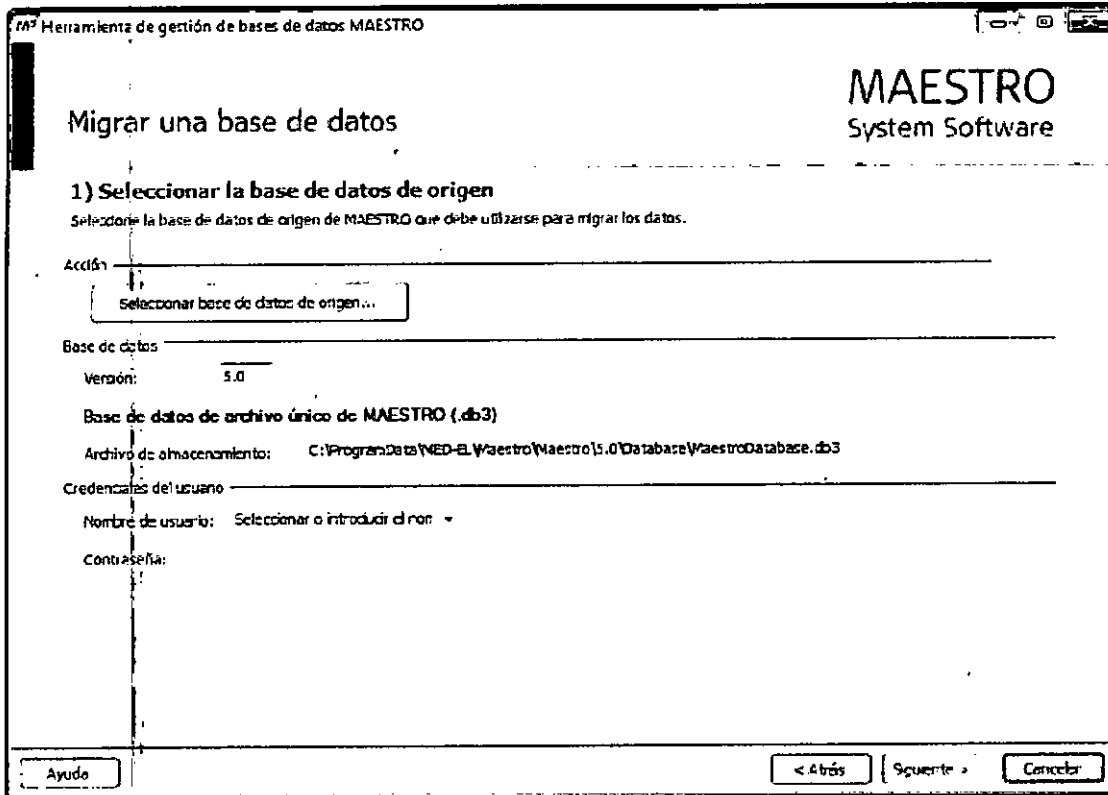 Herramienta de gestión de bases de datos MAESTRO
MAESTRO
System Software
Migrar una base de datos
1) Seleccionar la base de datos de origen
Seleccione la base de datos de origen de MAESTRO que debe utilizarse para migrar los datos.
Acción
Seleccionar base de datos de origen...
Base de datos
Versión: 5.0
Base de datos de archivo único de MAESTRO (.db3)
Archivo de almacenamiento: C:\ProgramData\MED-EL\Maestro\Maestro\5.0\Database\MaestroDatabase.db3
Credenciales del usuario
Nombre de usuario: Seleccionar o introducir el nom
Contraseña:
Ayuda
< Atrás
Siguiente >
Cancelar